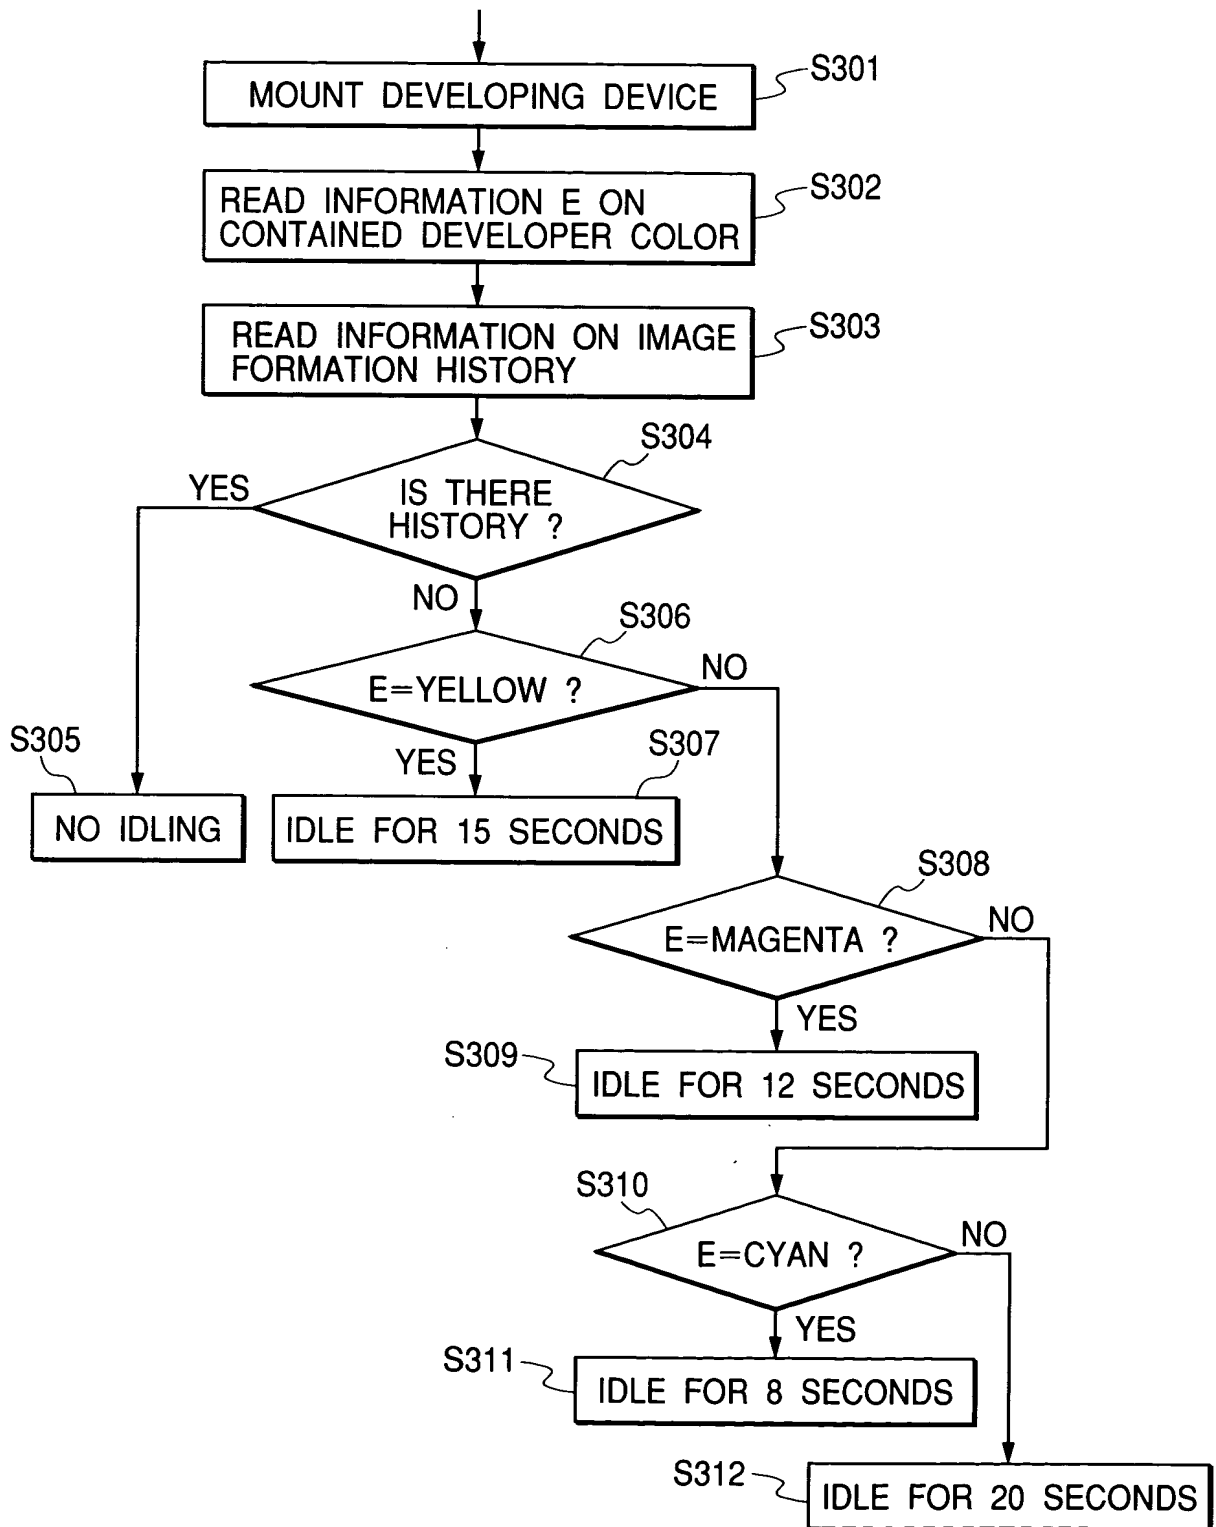 MOUNT DEVELOPING DEVICE
S301
READ INFORMATION E ON
CONTAINED DEVELOPER COLOR
S302
READ INFORMATION ON IMAGE
FORMATION HISTORY
S303
S304
YES
IS THERE
HISTORY ?
NO
S306
E=YELLOW ?
NO
S305
YES
S307
NO IDLING
IDLE FOR 15 SECONDS
S308
E=MAGENTA ?
NO
YES
S309
IDLE FOR 12 SECONDS
S310
E=CYAN ?
NO
YES
S311
IDLE FOR 8 SECONDS
S312
IDLE FOR 20 SECONDS